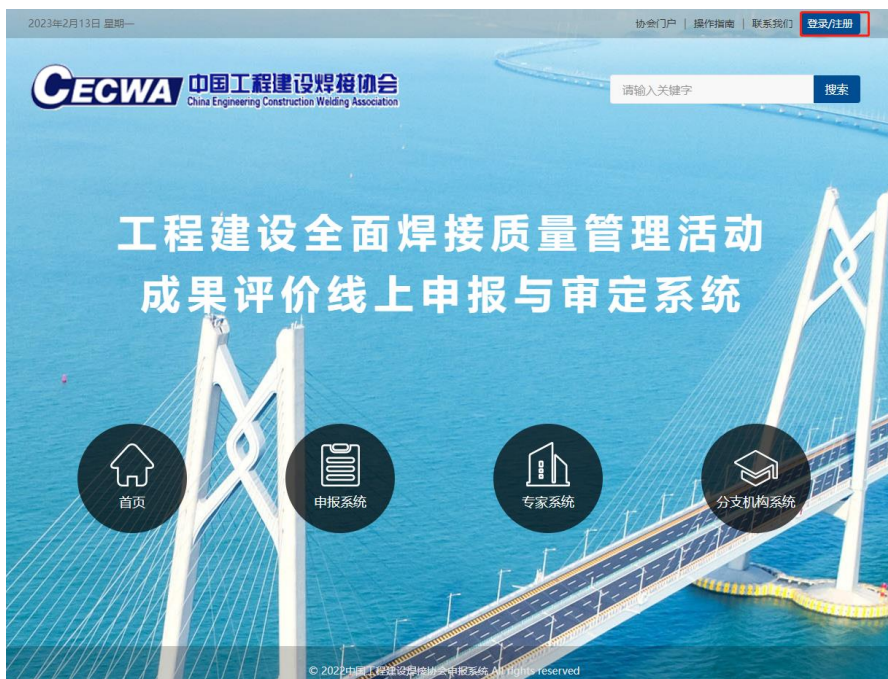 2023年2月13日 星期一
协会门户 | 操作指南 | 联系我们 登录/注册
CECWA 中国工程建设焊接协会
China Engineering Construction Welding Association
请输入关键字 搜索
工程建设全面焊接质量管理活动
成果评价线上申报与审定系统
首页
申报系统
专家系统
分支机构系统
© 2022中国工程建设焊接协会申报系统 All rights reserved